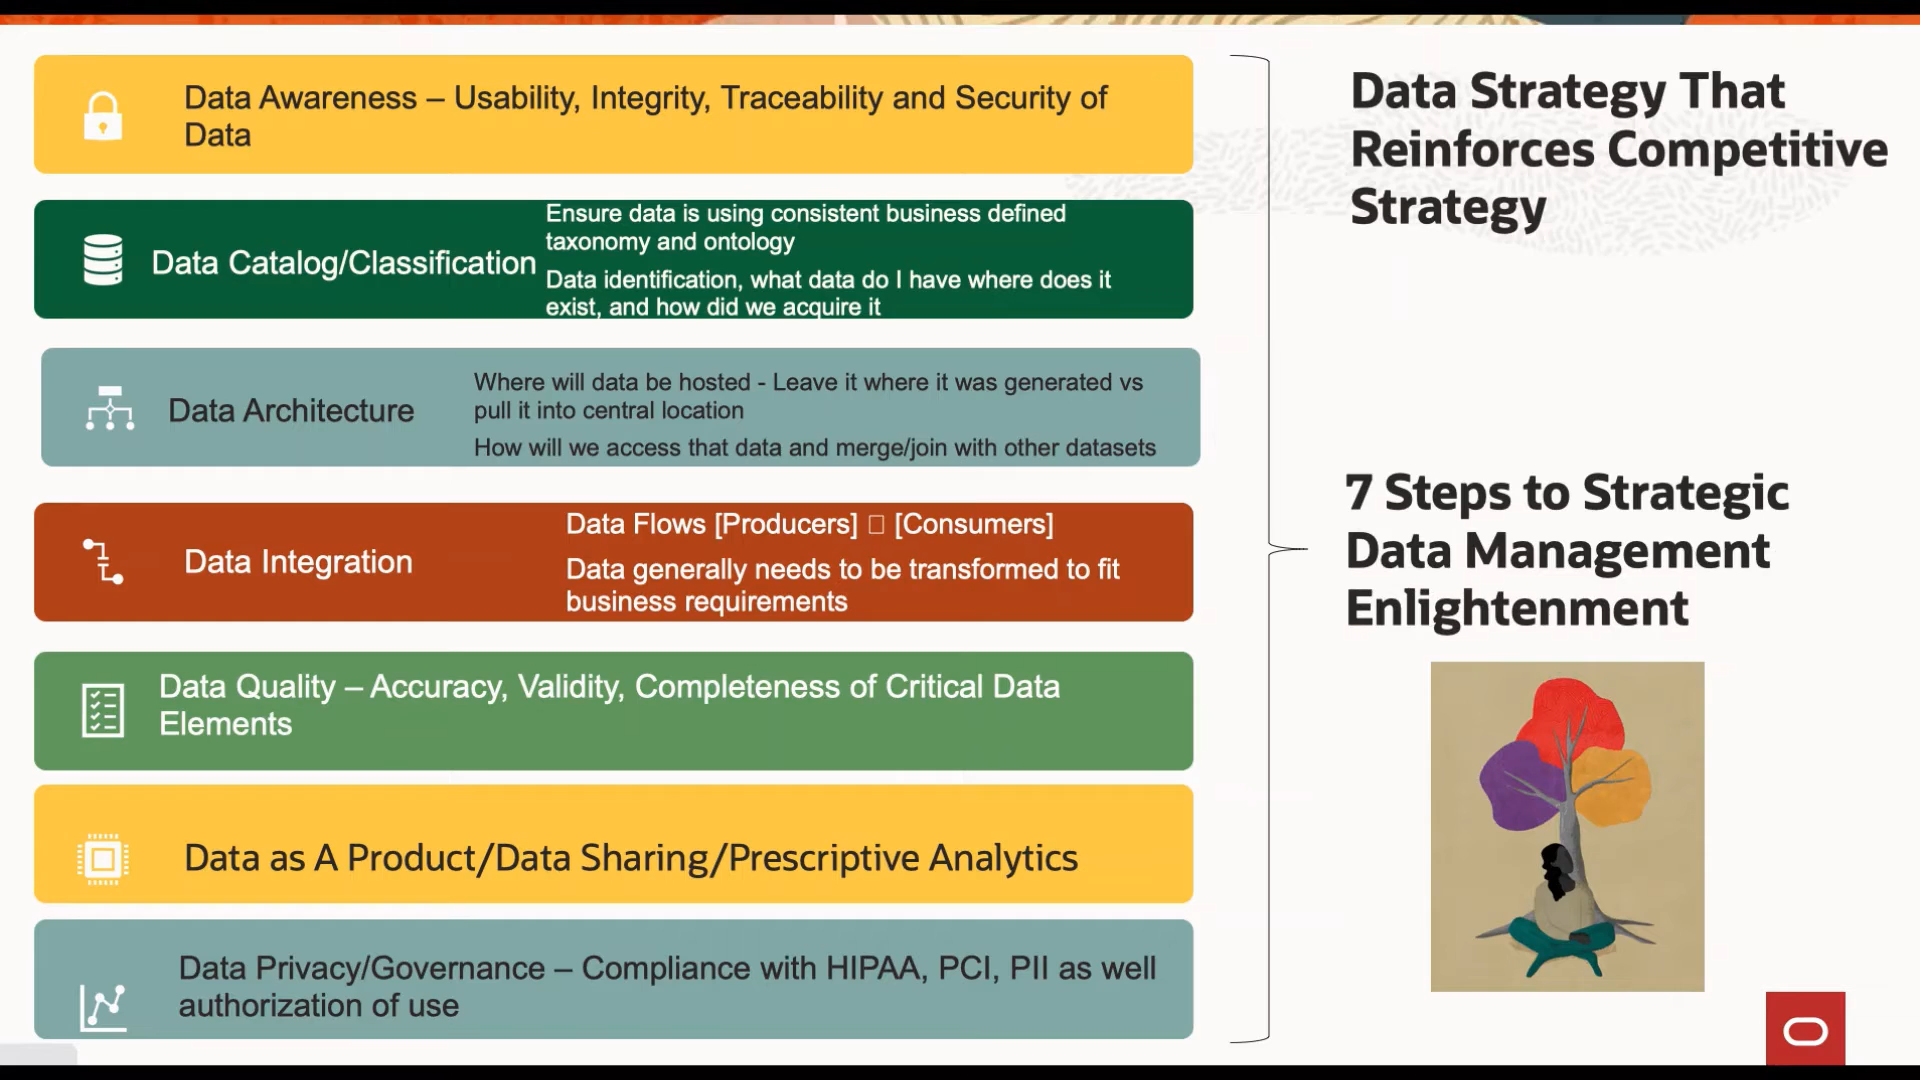 Data Awareness – Usability, Integrity, Traceability and Security of
Data
Data Catalog/Classification
Ensure data is using consistent business defined
taxonomy and ontology
Data identification, what data do I have where does it
exist, and how did we acquire it
Data Architecture
Where will data be hosted - Leave it where it was generated vs
pull it into central location
How will we access that data and merge/join with other datasets
Data Integration
Data Flows [Producers] □ [Consumers]
Data generally needs to be transformed to fit
business requirements
Data Quality – Accuracy, Validity, Completeness of Critical Data
Elements
Data as A Product/Data Sharing/Prescriptive Analytics
Data Privacy/Governance – Compliance with HIPAA, PCI, PII as well
authorization of use
Data Strategy That
Reinforces Competitive
Strategy
7 Steps to Strategic
Data Management
Enlightenment